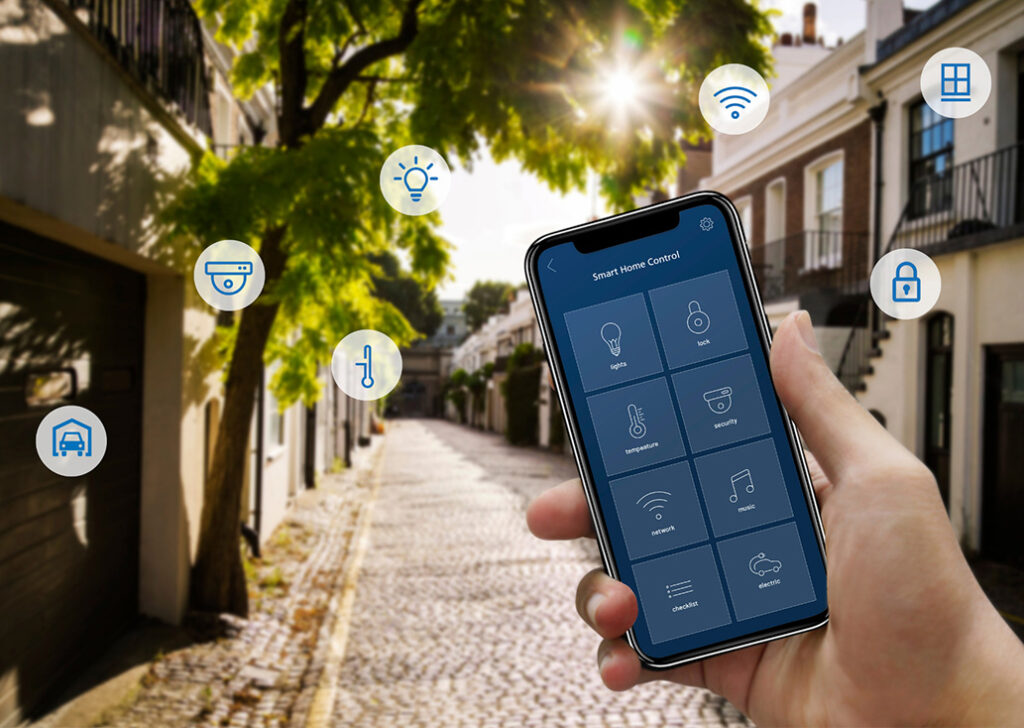 Smart Home Control
lights
lock
tempeature
security
network
music
checklist
electric